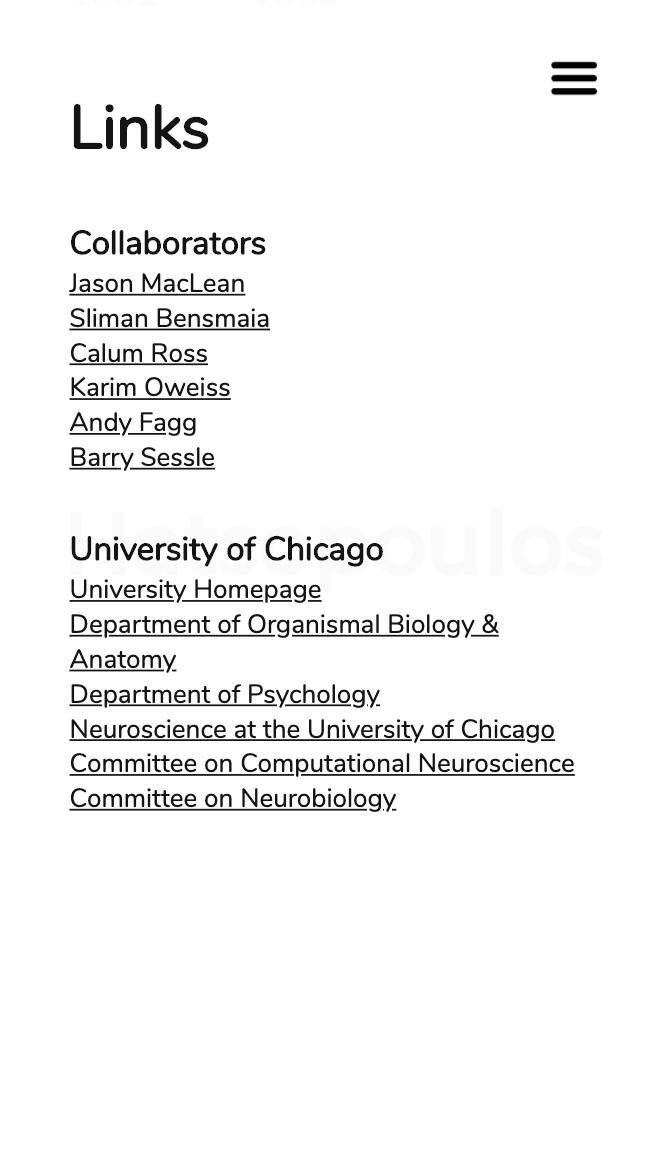 Links
Collaborators
Jason MacLean
Sliman Bensmaia
Calum Ross
Karim Oweiss
Andy Fagg
Barry Sessle
Hatsopoulos
University of Chicago
University Homepage
Department of Organismal Biology &
Anatomy
Department of Psychology
Neuroscience at the University of Chicago
Committee on Computational Neuroscience
Committee on Neurobiology